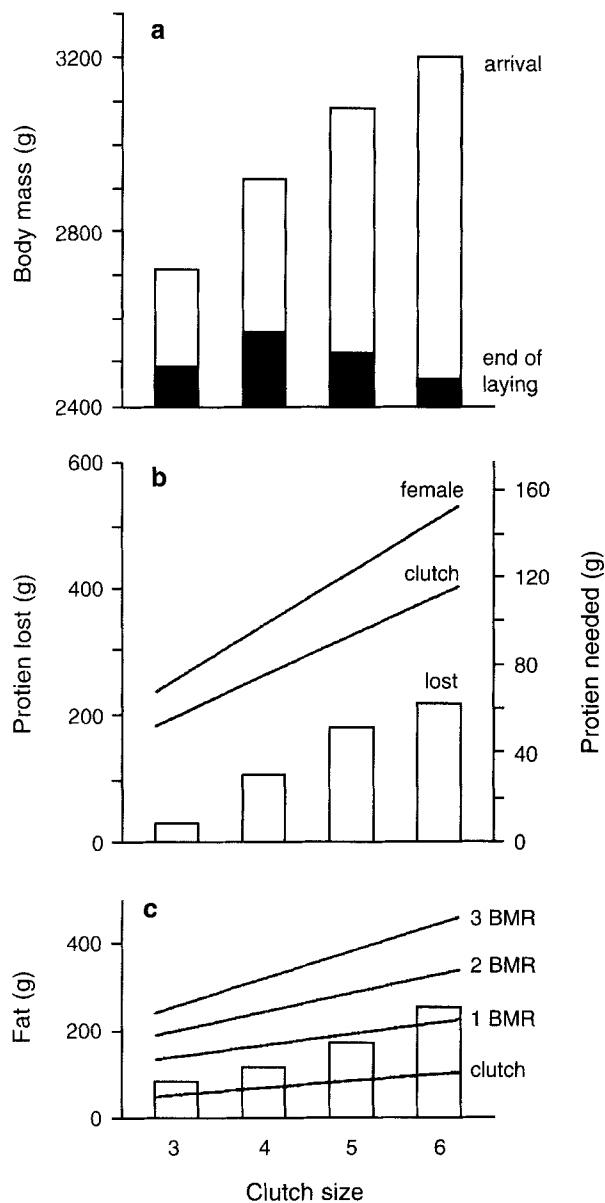 a
3200
2800
2400
Body mass (g)
arrival
end of
laying
b
600
400
200
0
Protien lost (g)
female
clutch
lost
160
120
80
40
0
Protien needed (g)
c
400
200
0
Fat (g)
3 BMR
2 BMR
1 BMR
clutch
3 4 5 6
Clutch size